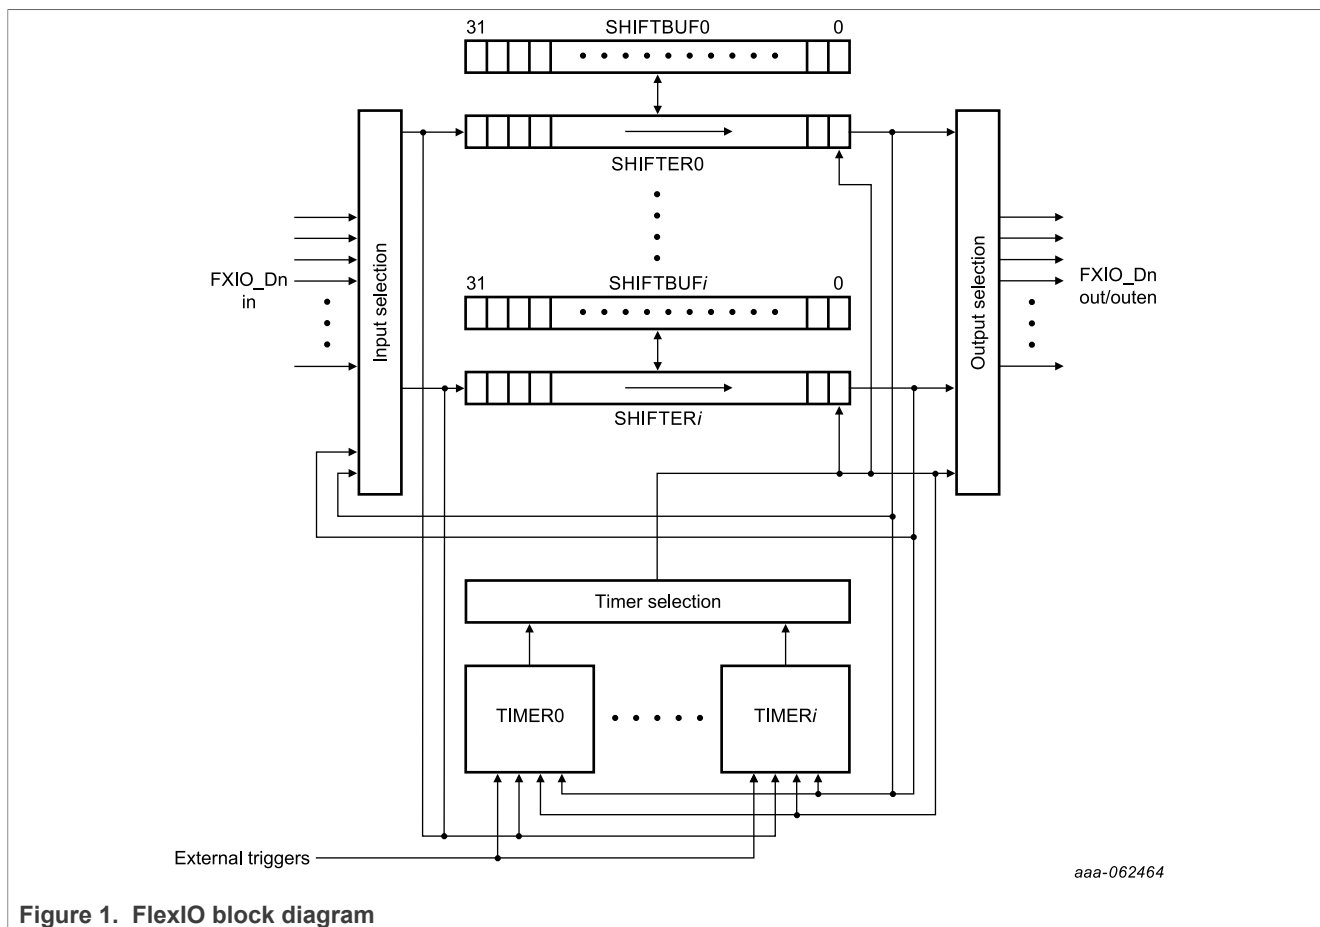 31 SHIFTBUF0 0
SHIFTER0
31 SHIFTBUFi 0
SHIFTERi
FXIO_Dn
in
Input selection
Output selection
FXIO_Dn
out/outen
Timer selection
TIMER0
TIMERi
External triggers
aaa-062464
Figure 1. FlexIO block diagram